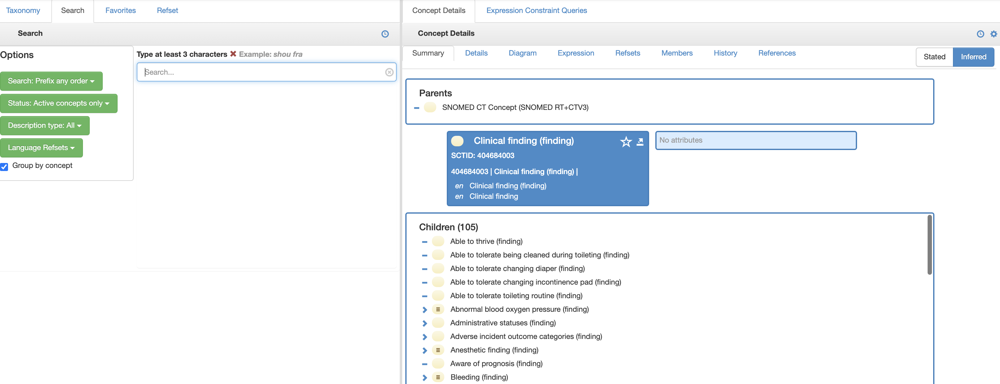 Taxonomy Search Favorites Refset
Search
Options
Search: Prefix any order
Status: Active concepts only
Description type: All
Language Refsets
Group by concept
Type at least 3 characters Example: shou fra
Search...
Concept Details Expression Constraint Queries
Concept Details
Summary Details Diagram Expression Refsets Members History References Stated Inferred
Parents
SNOMED CT Concept (SNOMED RT+CTV3)
Clinical finding (finding)
SCTID: 404684003
404684003 | Clinical finding (finding) |
en Clinical finding (finding)
en Clinical finding
No attributes
Children (105)
Able to thrive (finding)
Able to tolerate being cleaned during toileting (finding)
Able to tolerate changing diaper (finding)
Able to tolerate changing incontinence pad (finding)
Able to tolerate toileting routine (finding)
Abnormal blood oxygen pressure (finding)
Administrative statuses (finding)
Adverse incident outcome categories (finding)
Anesthetic finding (finding)
Aware of prognosis (finding)
Bleeding (finding)